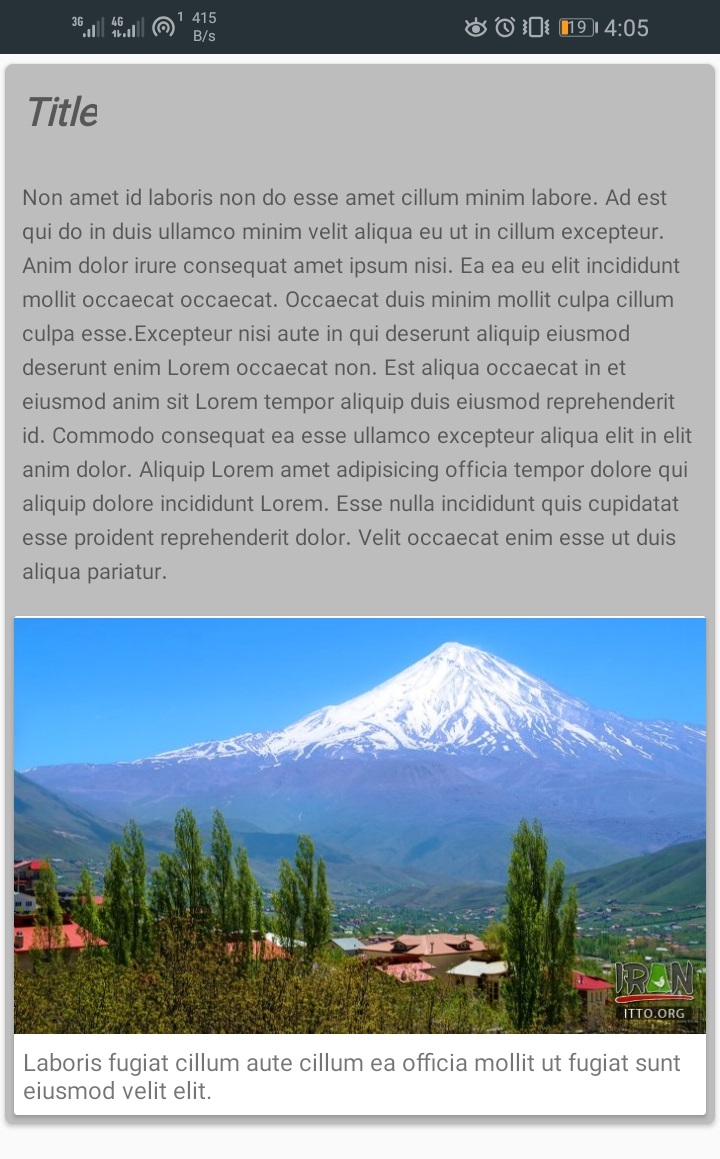 3G 4G 1 415 B/s 19 4:05
Title
Non amet id laboris non do esse amet cillum minim labore. Ad est
qui do in duis ullamco minim velit aliqua eu ut in cillum excepteur.
Anim dolor irure consequat amet ipsum nisi. Ea ea eu elit incididunt
mollit occaecat occaecat. Occaecat duis minim mollit culpa cillum
culpa esse.Excepteur nisi aute in qui deserunt aliquip eiusmod
deserunt enim Lorem occaecat non. Est aliqua occaecat in et
eiusmod anim sit Lorem tempor aliquip duis eiusmod reprehenderit
id. Commodo consequat ea esse ullamco excepteur aliqua elit in elit
anim dolor. Aliquip Lorem amet adipisicing officia tempor dolore qui
aliquip dolore incididunt Lorem. Esse nulla incididunt quis cupidatat
esse proident reprehenderit dolor. Velit occaecat enim esse ut duis
aliqua pariatur.
IRAN
ITTO.ORG
Laboris fugiat cillum aute cillum ea officia mollit ut fugiat sunt
eiusmod velit elit.